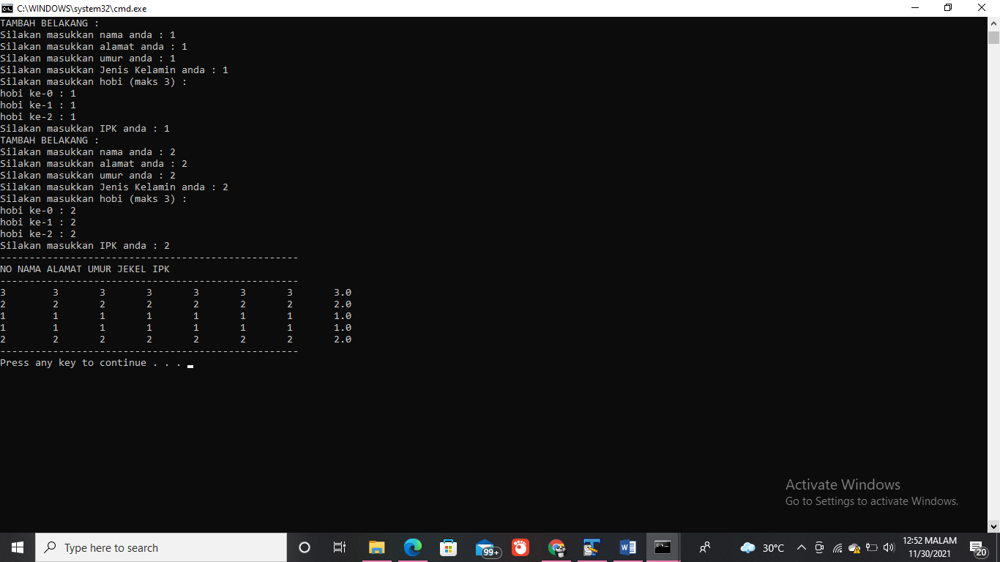 C:\WINDOWS\system32\cmd.exe
TAMBAH BELAKANG :
Silakan masukkan nama anda : 1
Silakan masukkan alamat anda : 1
Silakan masukkan umur anda : 1
Silakan masukkan Jenis Kelamin anda : 1
Silakan masukkan hobi (maks 3) :
hobi ke-0 : 1
hobi ke-1 : 1
hobi ke-2 : 1
Silakan masukkan IPK anda : 1
TAMBAH BELAKANG :
Silakan masukkan nama anda : 2
Silakan masukkan alamat anda : 2
Silakan masukkan umur anda : 2
Silakan masukkan Jenis Kelamin anda : 2
Silakan masukkan hobi (maks 3) :
hobi ke-0 : 2
hobi ke-1 : 2
hobi ke-2 : 2
Silakan masukkan IPK anda : 2
---------------------------------------------------
NO NAMA ALAMAT UMUR JEKEL IPK
---------------------------------------------------
3 3 3 3 3 3 3 3.0
2 2 2 2 2 2 2 2.0
1 1 1 1 1 1 1 1.0
1 1 1 1 1 1 1 1.0
2 2 2 2 2 2 2 2.0
---------------------------------------------------
Press any key to continue . . .
Activate Windows
Go to Settings to activate Windows.
Type here to search
99+
30°C
12:52 MALAM
11/30/2021
20